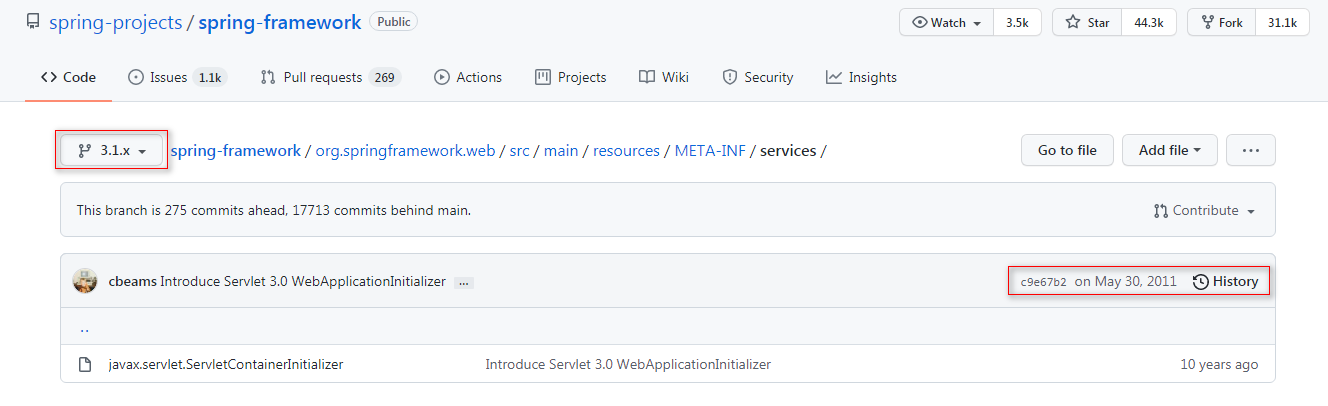 spring-projects / spring-framework Public Watch 3.5k Star 44.3k Fork 31.1k
Code Issues 1.1k Pull requests 269 Actions Projects Wiki Security Insights
3.1.x spring-framework / org.springframework.web / src / main / resources / META-INF / services / Go to file Add file ...
This branch is 275 commits ahead, 17713 commits behind main. Contribute
cbeams Introduce Servlet 3.0 WebApplicationInitializer ... c9e67b2 on May 30, 2011 History
..
javax.servlet.ServletContainerInitializer Introduce Servlet 3.0 WebApplicationInitializer 10 years ago